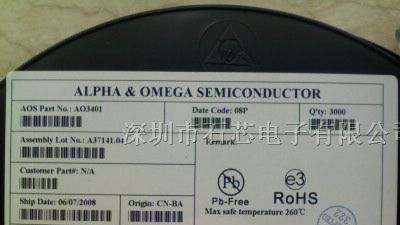 ALPHA & OMEGA SEMICONDUCTOR
AOS Part No.: AO3401
Date Code: 08P
Q'ty: 3000
深圳市石芯电子有限公司
Assembly Lot No.: A37141.04
Remark:
Customer Part#: N/A
Pb
e3
RoHS
Pb-Free
Max safe temperature 260℃
Ship Date: 06/07/2008
Origin: CN-BA
322